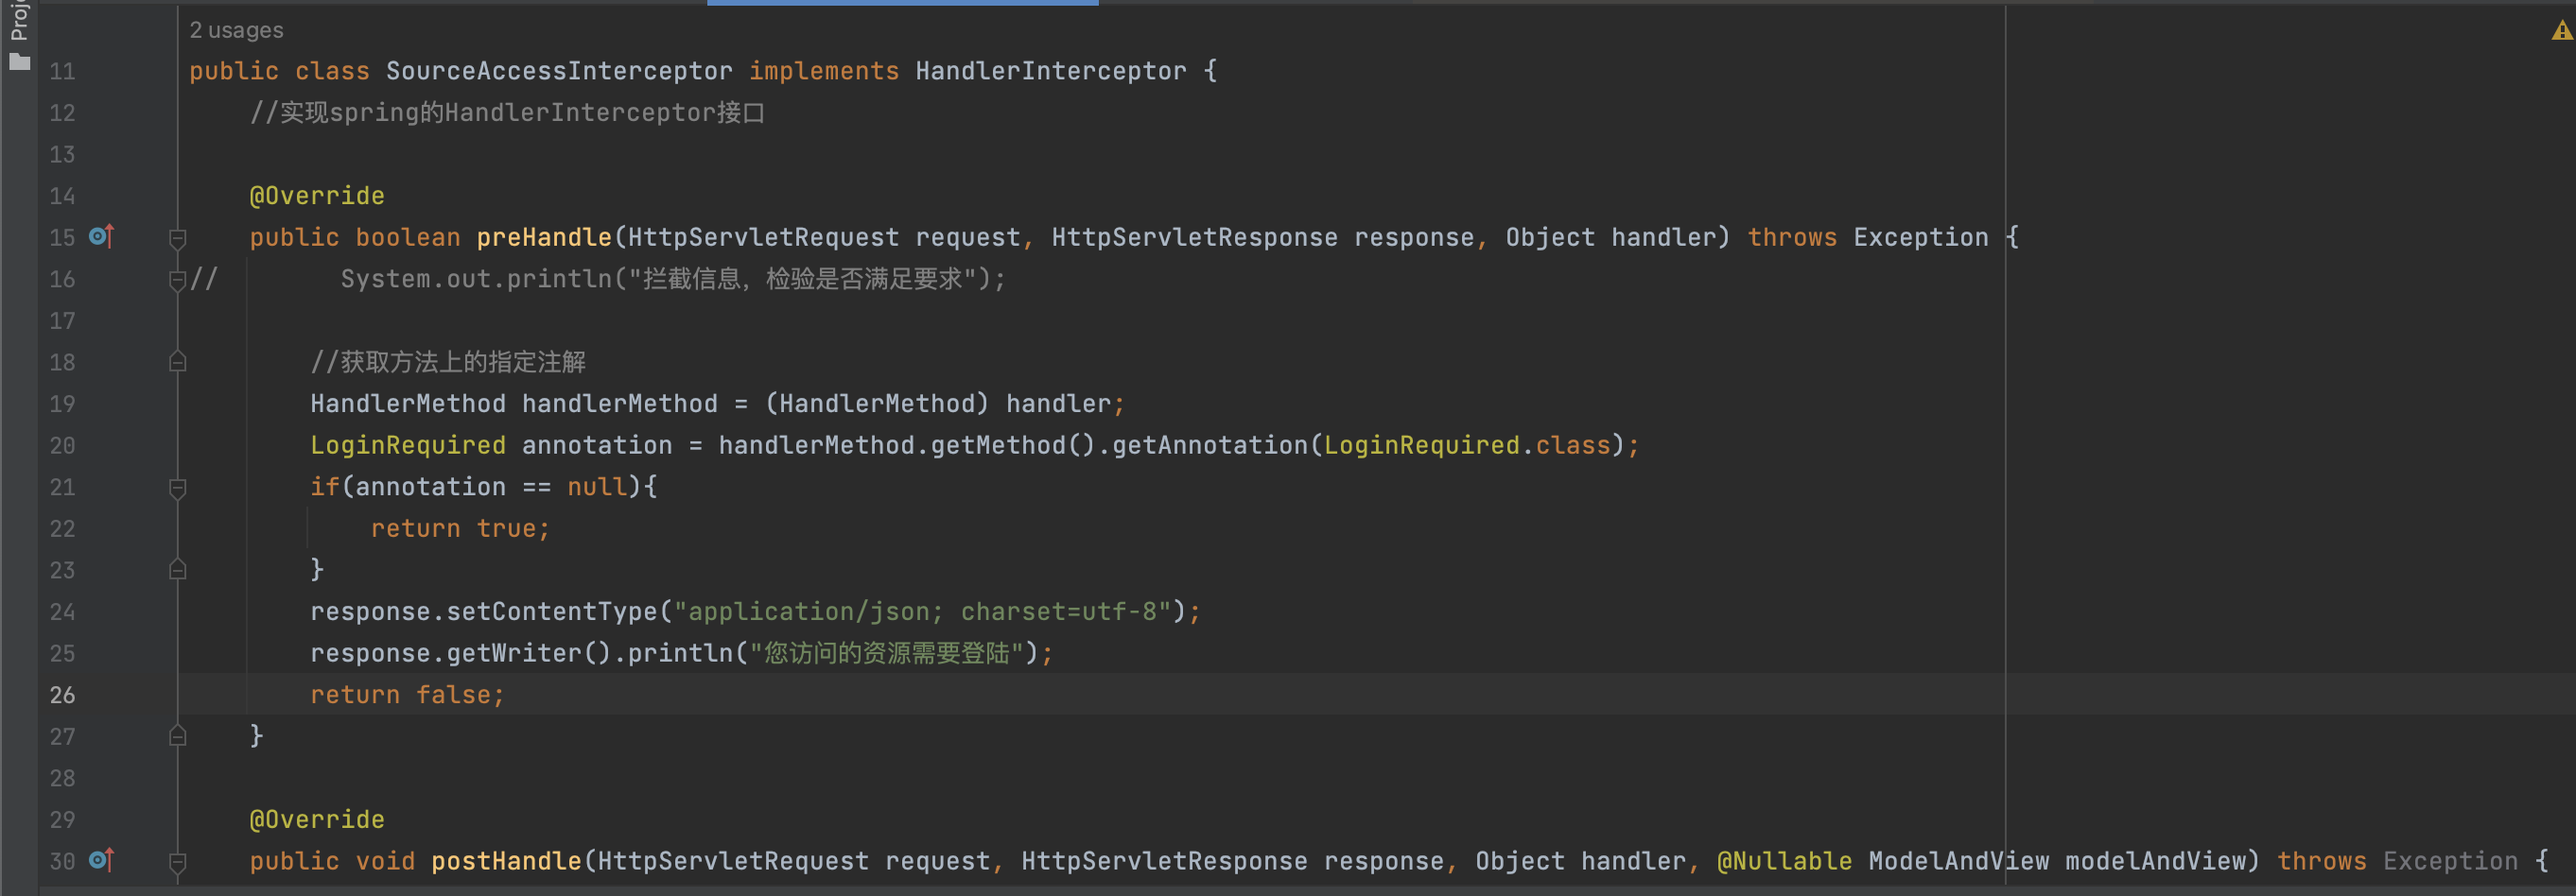 Proj
2 usages
11 public class SourceAccessInterceptor implements HandlerInterceptor {
12 //实现spring的HandlerInterceptor接口
13
14 @Override
15 public boolean preHandle(HttpServletRequest request, HttpServletResponse response, Object handler) throws Exception {
16 // System.out.println("拦截信息，检验是否满足要求");
17
18 //获取方法上的指定注解
19 HandlerMethod handlerMethod = (HandlerMethod) handler;
20 LoginRequired annotation = handlerMethod.getMethod().getAnnotation(LoginRequired.class);
21 if(annotation == null){
22 return true;
23 }
24 response.setContentType("application/json; charset=utf-8");
25 response.getWriter().println("您访问的资源需要登陆");
26 return false;
27 }
28
29 @Override
30 public void postHandle(HttpServletRequest request, HttpServletResponse response, Object handler, @Nullable ModelAndView modelAndView) throws Exception {